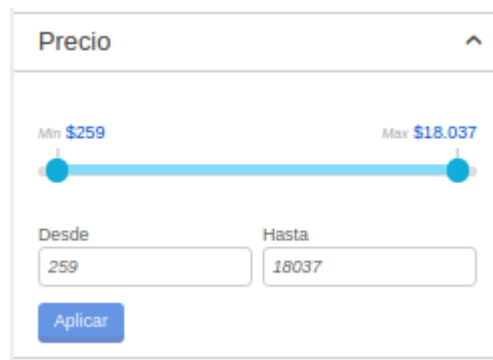 Precio
Min $259 Max $18.037
Desde Hasta
259 18037
Aplicar